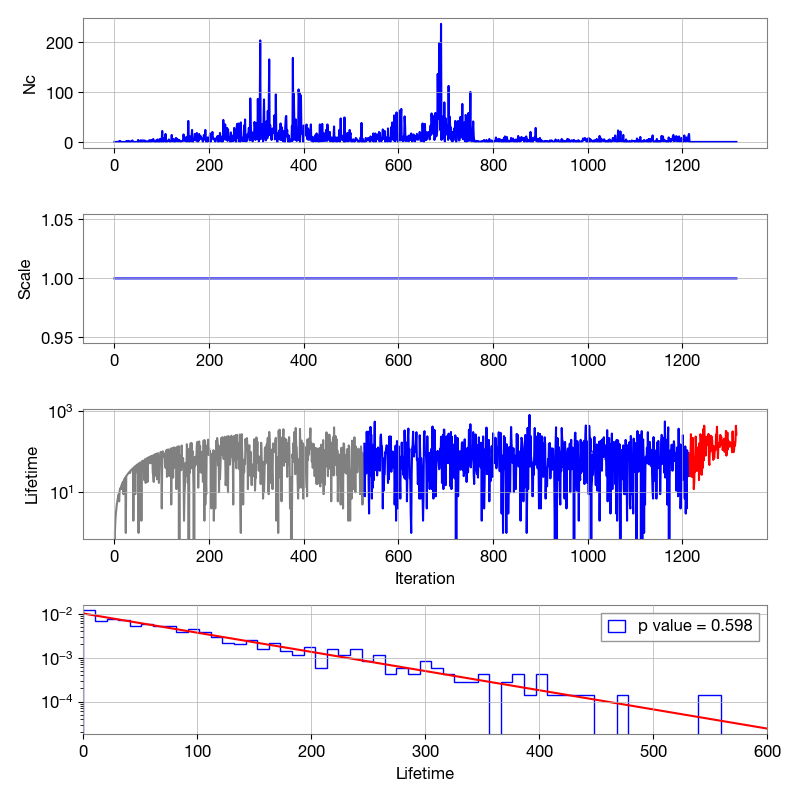 200
100
0
Nc
0 200 400 600 800 1000 1200
1.05
1.00
0.95
Scale
0 200 400 600 800 1000 1200
10³
10¹
Lifetime
0 200 400 600 800 1000 1200
Iteration
10⁻²
10⁻³
10⁻⁴
p value = 0.598
0 100 200 300 400 500 600
Lifetime